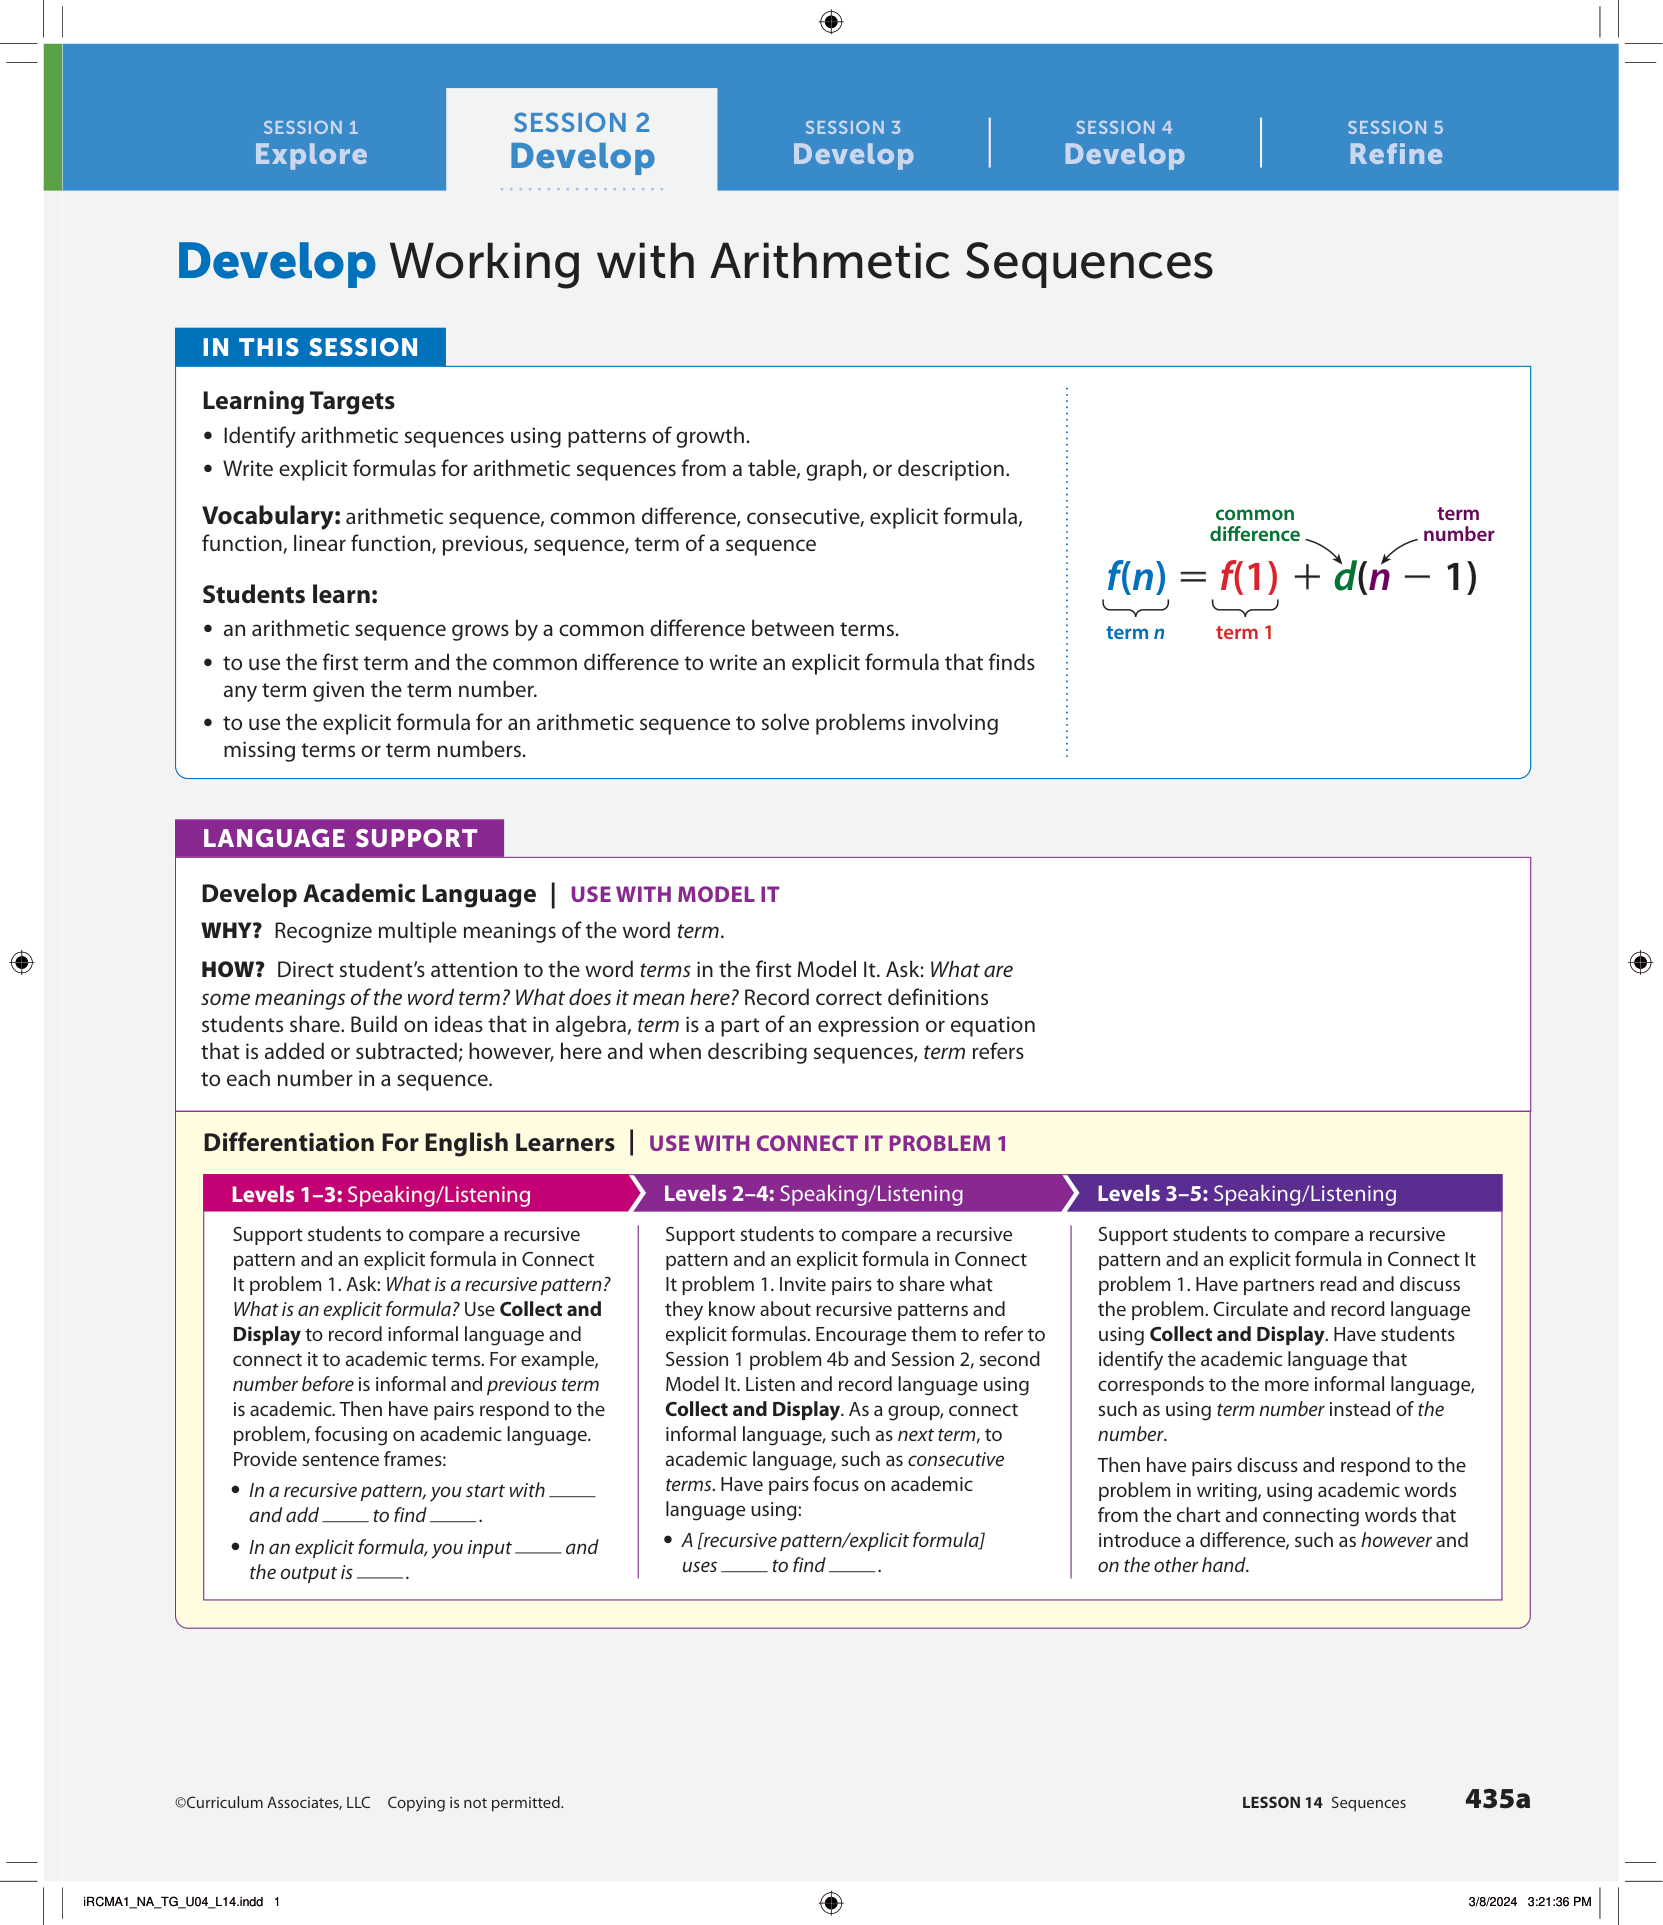 SESSION 1
Explore
SESSION 2
Develop
SESSION 3
Develop
SESSION 4
Develop
SESSION 5
Refine
Develop Working with Arithmetic Sequences
IN THIS SESSION
Learning Targets
• Identify arithmetic sequences using patterns of growth.
• Write explicit formulas for arithmetic sequences from a table, graph, or description.
Vocabulary: arithmetic sequence, common difference, consecutive, explicit formula,
function, linear function, previous, sequence, term of a sequence
Students learn:
• an arithmetic sequence grows by a common difference between terms.
• to use the first term and the common difference to write an explicit formula that finds
any term given the term number.
• to use the explicit formula for an arithmetic sequence to solve problems involving
missing terms or term numbers.
common
difference
term
number
f(n) = f(1) + d(n − 1)
term n
term 1
LANGUAGE SUPPORT
Develop Academic Language | USE WITH MODEL IT
WHY? Recognize multiple meanings of the word term.
HOW? Direct student’s attention to the word terms in the first Model It. Ask: What are
some meanings of the word term? What does it mean here? Record correct definitions
students share. Build on ideas that in algebra, term is a part of an expression or equation
that is added or subtracted; however, here and when describing sequences, term refers
to each number in a sequence.
Differentiation For English Learners | USE WITH CONNECT IT PROBLEM 1
Levels 1–3: Speaking/Listening
Support students to compare a recursive
pattern and an explicit formula in Connect
It problem 1. Ask: What is a recursive pattern?
What is an explicit formula? Use Collect and
Display to record informal language and
connect it to academic terms. For example,
number before is informal and previous term
is academic. Then have pairs respond to the
problem, focusing on academic language.
Provide sentence frames:
• In a recursive pattern, you start with _____
and add _____ to find _____.
• In an explicit formula, you input _____ and
the output is _____.
Levels 2–4: Speaking/Listening
Support students to compare a recursive
pattern and an explicit formula in Connect
It problem 1. Invite pairs to share what
they know about recursive patterns and
explicit formulas. Encourage them to refer to
Session 1 problem 4b and Session 2, second
Model It. Listen and record language using
Collect and Display. As a group, connect
informal language, such as next term, to
academic language, such as consecutive
terms. Have pairs focus on academic
language using:
• A [recursive pattern/explicit formula]
uses _____ to find _____.
Levels 3–5: Speaking/Listening
Support students to compare a recursive
pattern and an explicit formula in Connect It
problem 1. Have partners read and discuss
the problem. Circulate and record language
using Collect and Display. Have students
identify the academic language that
corresponds to the more informal language,
such as using term number instead of the
number.
Then have pairs discuss and respond to the
problem in writing, using academic words
from the chart and connecting words that
introduce a difference, such as however and
on the other hand.
©Curriculum Associates, LLC Copying is not permitted.
LESSON 14 Sequences 435a
iRCMA1_NA_TG_U04_L14.indd 1
3/8/2024 3:21:36 PM